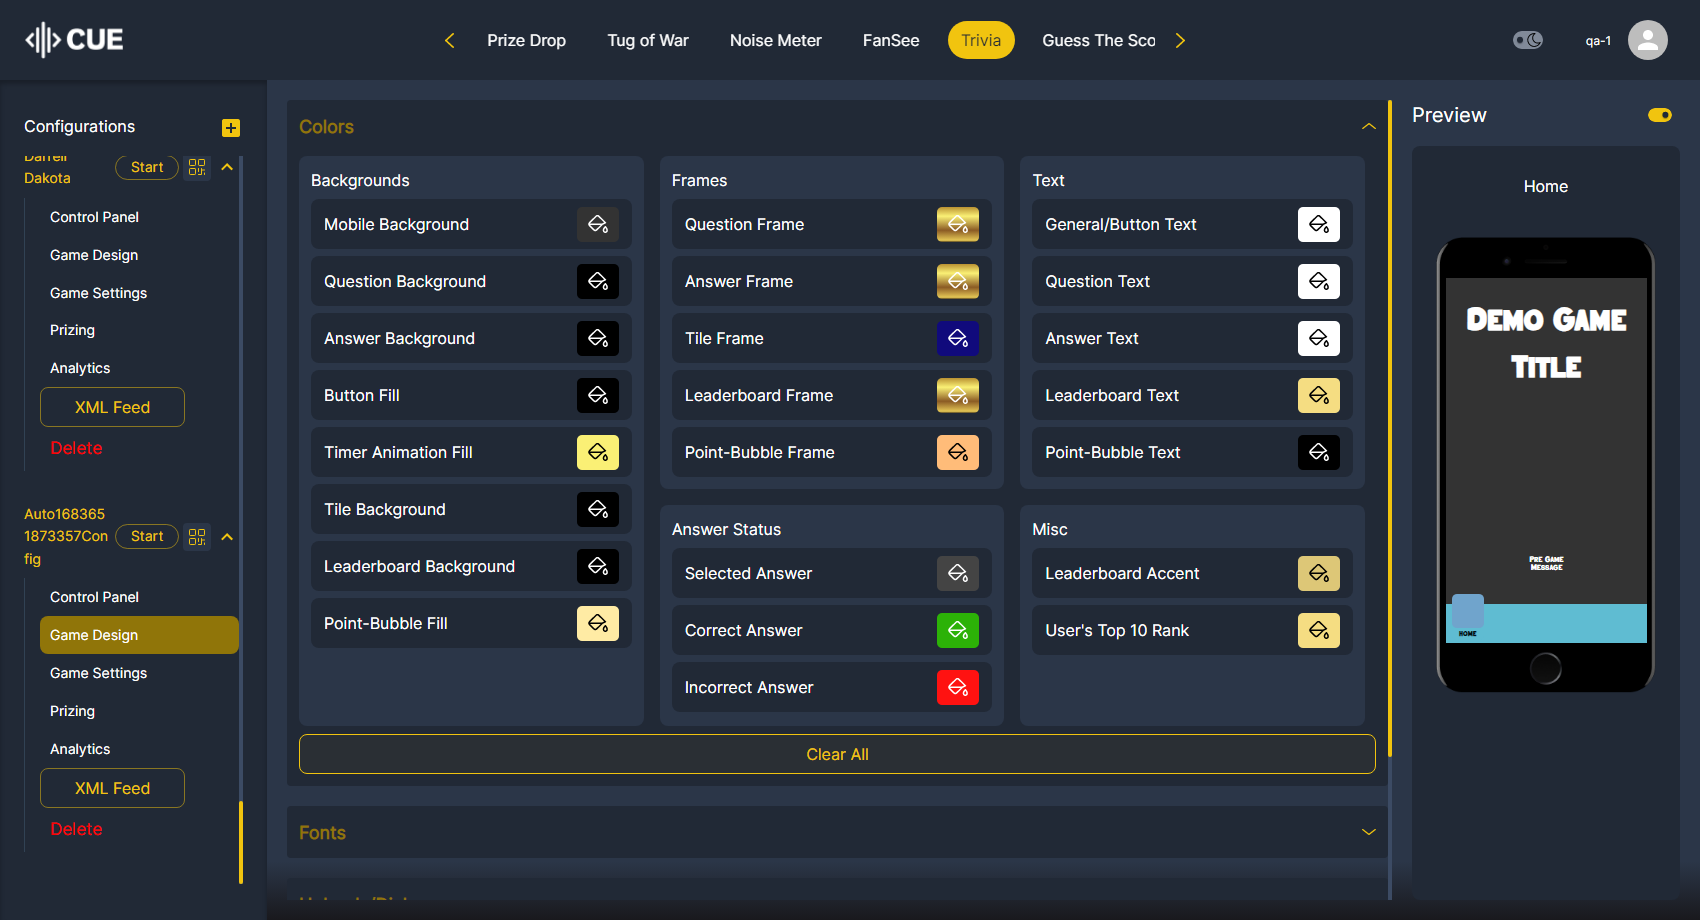 CUE
Prize Drop
Tug of War
Noise Meter
FanSee
Trivia
Guess The Sco
qa-1
Configurations
Darrell
Dakota
Start
Control Panel
Game Design
Game Settings
Prizing
Analytics
XML Feed
Delete
Auto168365
1873357Con
fig
Start
Control Panel
Game Design
Game Settings
Prizing
Analytics
XML Feed
Delete
Colors
Backgrounds
Mobile Background
Question Background
Answer Background
Button Fill
Timer Animation Fill
Tile Background
Leaderboard Background
Point-Bubble Fill
Frames
Question Frame
Answer Frame
Tile Frame
Leaderboard Frame
Point-Bubble Frame
Text
General/Button Text
Question Text
Answer Text
Leaderboard Text
Point-Bubble Text
Answer Status
Selected Answer
Correct Answer
Incorrect Answer
Misc
Leaderboard Accent
User's Top 10 Rank
Clear All
Fonts
Preview
Home
Demo Game
Title
Pre Game
Message
Home